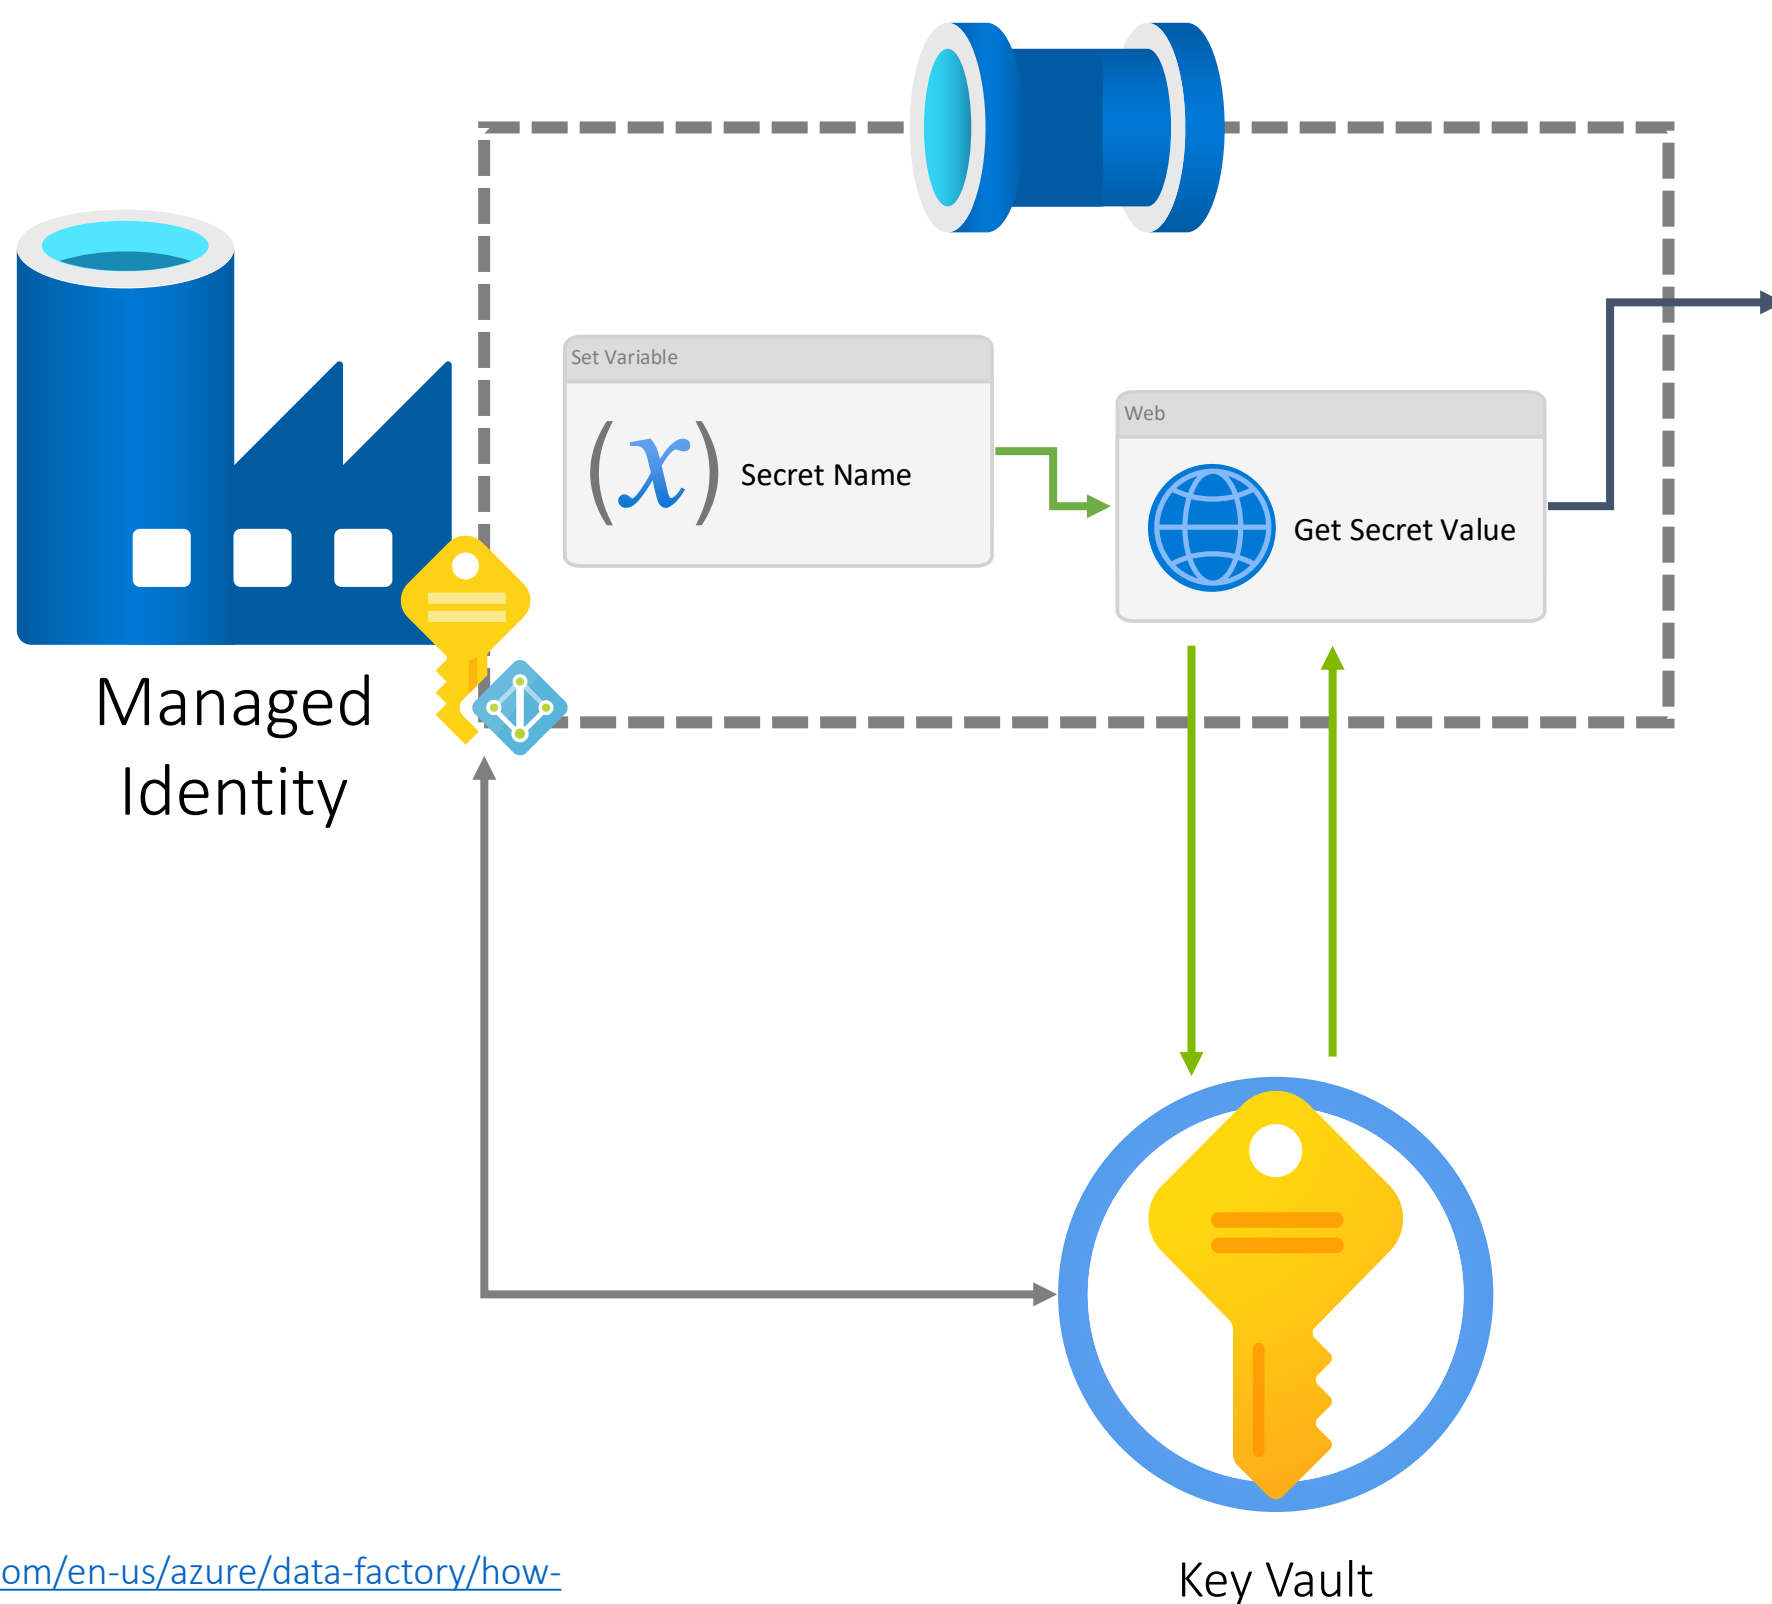 Set Variable
(x) Secret Name
Web
Get Secret Value
Managed
Identity
om/en-us/azure/data-factory/how-
Key Vault